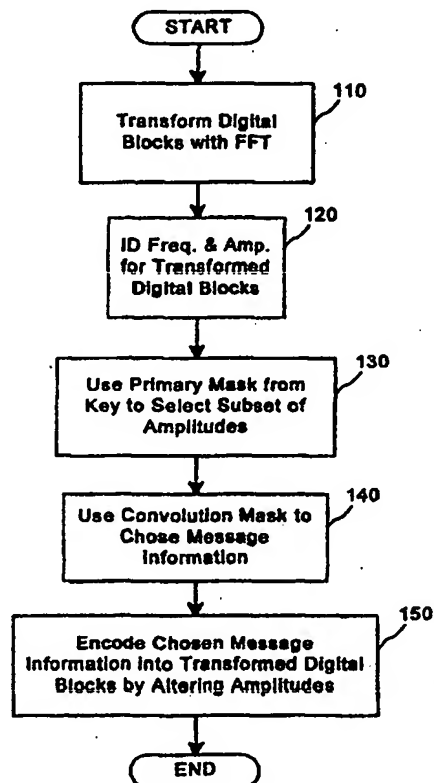 START
110
Transform Digital
Blocks with FFT
120
ID Freq. & Amp.
for Transformed
Digital Blocks
130
Use Primary Mask from
Key to Select Subset of
Amplitudes
140
Use Convolution Mask to
Chose Message
Information
150
Encode Chosen Message
Information into Transformed Digital
Blocks by Altering Amplitudes
END